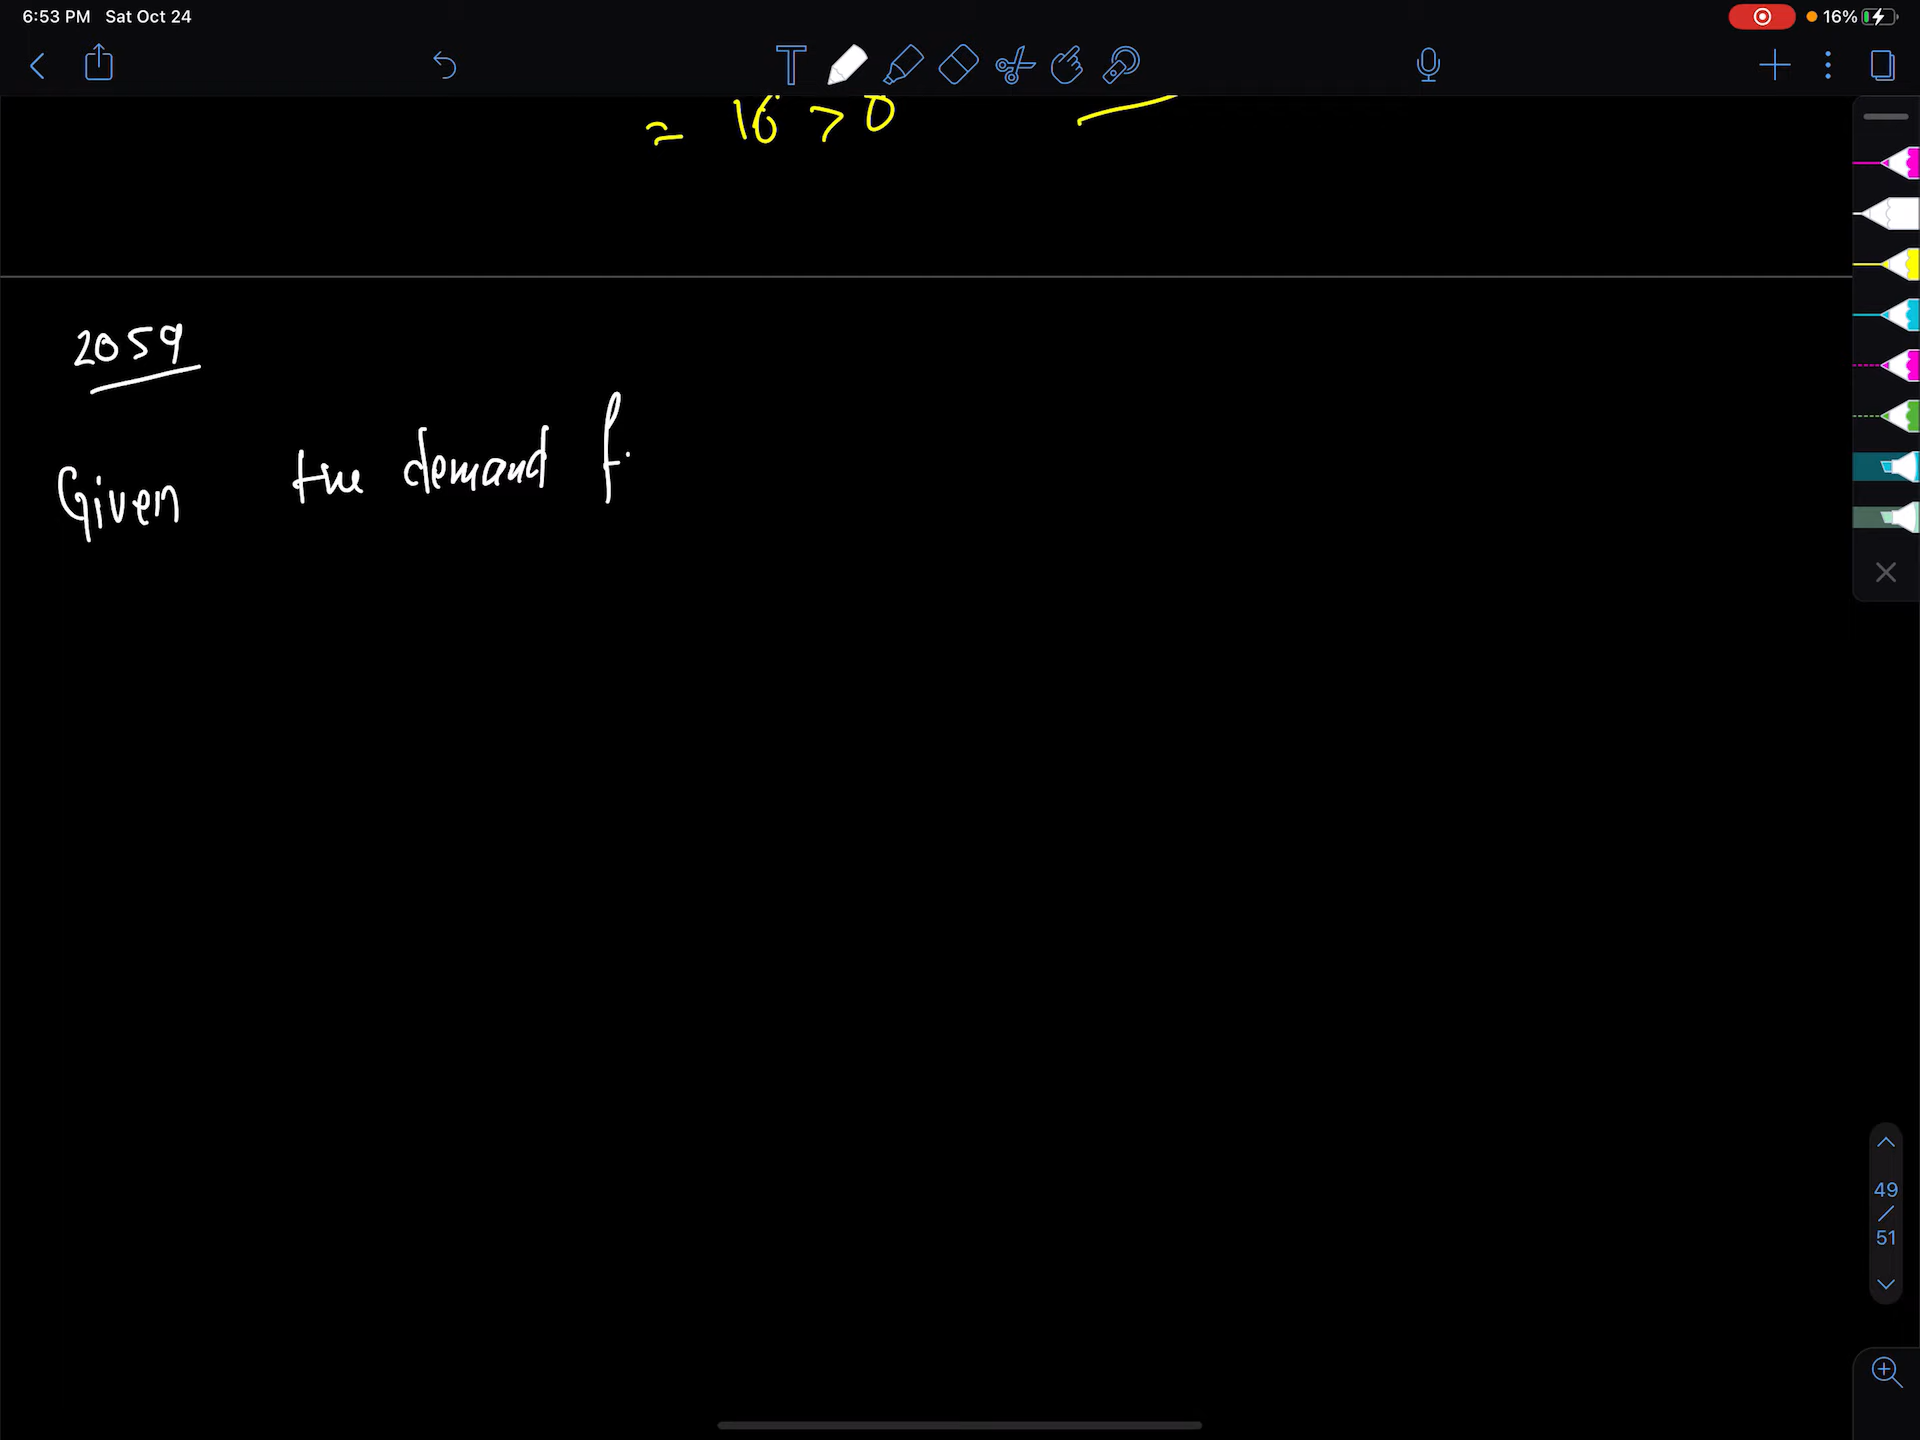 6:53 PM Sat Oct 24
16%
T
= 16 > 0
2059
Given the demand f.
49
/
51